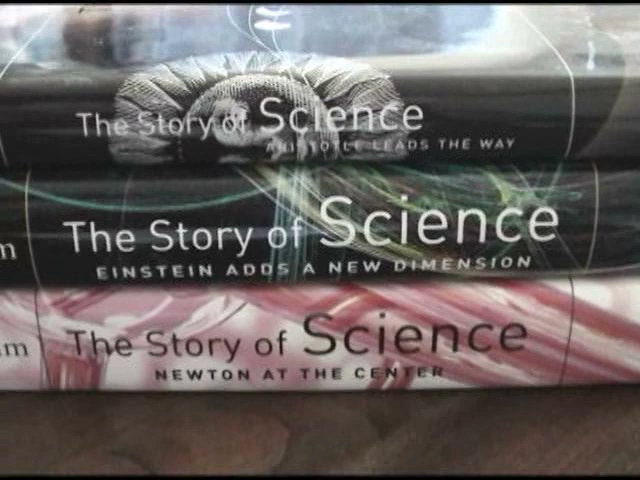 The Story of Science
ARISTOTLE LEADS THE WAY
m
The Story of Science
EINSTEIN ADDS A NEW DIMENSION
m
The Story of Science
NEWTON AT THE CENTER